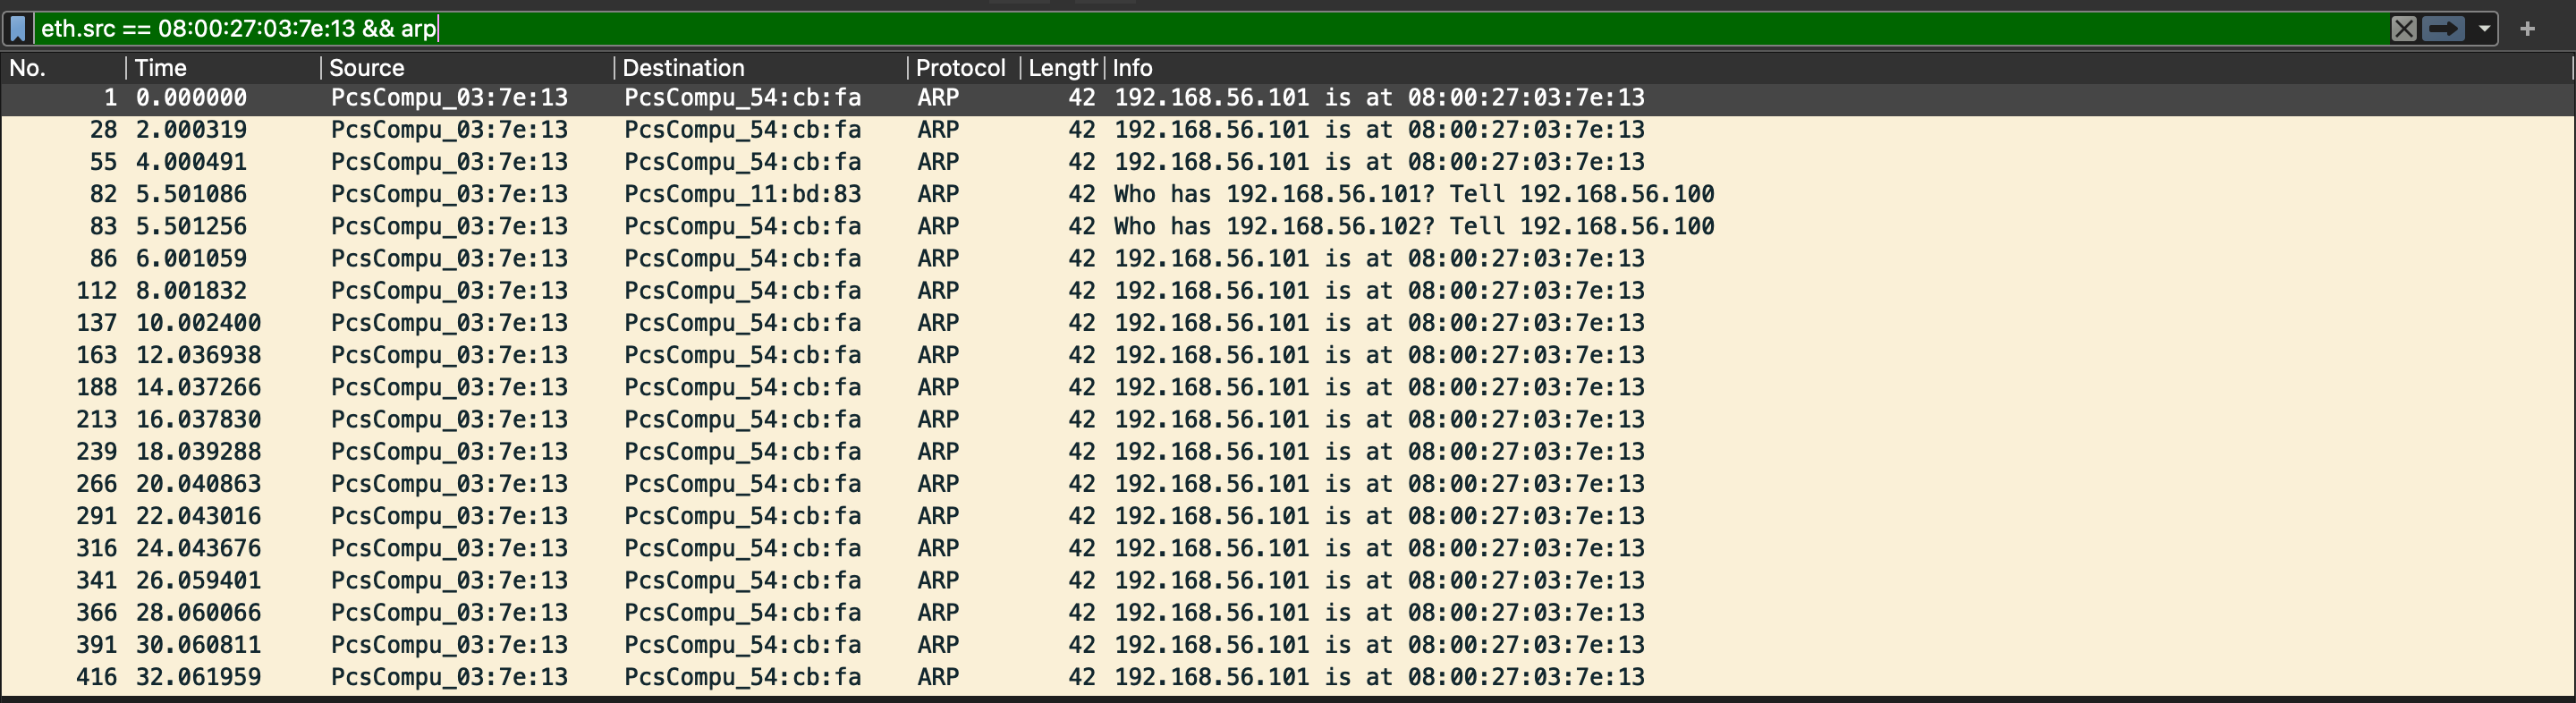 eth.src == 08:00:27:03:7e:13 && arp
No. Time Source Destination Protocol Length Info
1 0.000000 PcsCompu_03:7e:13 PcsCompu_54:cb:fa ARP 42 192.168.56.101 is at 08:00:27:03:7e:13
28 2.000319 PcsCompu_03:7e:13 PcsCompu_54:cb:fa ARP 42 192.168.56.101 is at 08:00:27:03:7e:13
55 4.000491 PcsCompu_03:7e:13 PcsCompu_54:cb:fa ARP 42 192.168.56.101 is at 08:00:27:03:7e:13
82 5.501086 PcsCompu_03:7e:13 PcsCompu_11:bd:83 ARP 42 Who has 192.168.56.101? Tell 192.168.56.100
83 5.501256 PcsCompu_03:7e:13 PcsCompu_54:cb:fa ARP 42 Who has 192.168.56.102? Tell 192.168.56.100
86 6.001059 PcsCompu_03:7e:13 PcsCompu_54:cb:fa ARP 42 192.168.56.101 is at 08:00:27:03:7e:13
112 8.001832 PcsCompu_03:7e:13 PcsCompu_54:cb:fa ARP 42 192.168.56.101 is at 08:00:27:03:7e:13
137 10.002400 PcsCompu_03:7e:13 PcsCompu_54:cb:fa ARP 42 192.168.56.101 is at 08:00:27:03:7e:13
163 12.036938 PcsCompu_03:7e:13 PcsCompu_54:cb:fa ARP 42 192.168.56.101 is at 08:00:27:03:7e:13
188 14.037266 PcsCompu_03:7e:13 PcsCompu_54:cb:fa ARP 42 192.168.56.101 is at 08:00:27:03:7e:13
213 16.037830 PcsCompu_03:7e:13 PcsCompu_54:cb:fa ARP 42 192.168.56.101 is at 08:00:27:03:7e:13
239 18.039288 PcsCompu_03:7e:13 PcsCompu_54:cb:fa ARP 42 192.168.56.101 is at 08:00:27:03:7e:13
266 20.040863 PcsCompu_03:7e:13 PcsCompu_54:cb:fa ARP 42 192.168.56.101 is at 08:00:27:03:7e:13
291 22.043016 PcsCompu_03:7e:13 PcsCompu_54:cb:fa ARP 42 192.168.56.101 is at 08:00:27:03:7e:13
316 24.043676 PcsCompu_03:7e:13 PcsCompu_54:cb:fa ARP 42 192.168.56.101 is at 08:00:27:03:7e:13
341 26.059401 PcsCompu_03:7e:13 PcsCompu_54:cb:fa ARP 42 192.168.56.101 is at 08:00:27:03:7e:13
366 28.060066 PcsCompu_03:7e:13 PcsCompu_54:cb:fa ARP 42 192.168.56.101 is at 08:00:27:03:7e:13
391 30.060811 PcsCompu_03:7e:13 PcsCompu_54:cb:fa ARP 42 192.168.56.101 is at 08:00:27:03:7e:13
416 32.061959 PcsCompu_03:7e:13 PcsCompu_54:cb:fa ARP 42 192.168.56.101 is at 08:00:27:03:7e:13